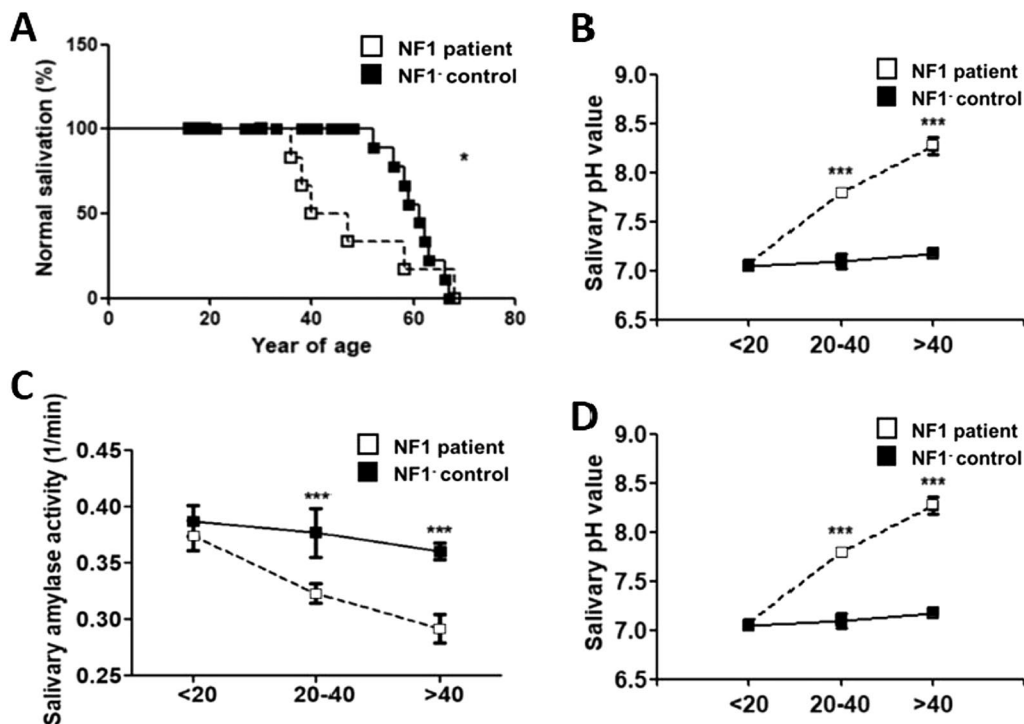 A
150
100
50
0
Normal salivation (%)
NF1 patient
NF1- control
*
0 20 40 60 80
Year of age
B
9.0
8.5
8.0
7.5
7.0
6.5
Salivary pH value
NF1 patient
NF1- control
***
***
<20 20-40 >40
C
0.45
0.40
0.35
0.30
0.25
Salivary amylase activity (1/min)
NF1 patient
NF1- control
***
***
<20 20-40 >40
D
9.0
8.5
8.0
7.5
7.0
6.5
Salivary pH value
NF1 patient
NF1- control
***
***
<20 20-40 >40